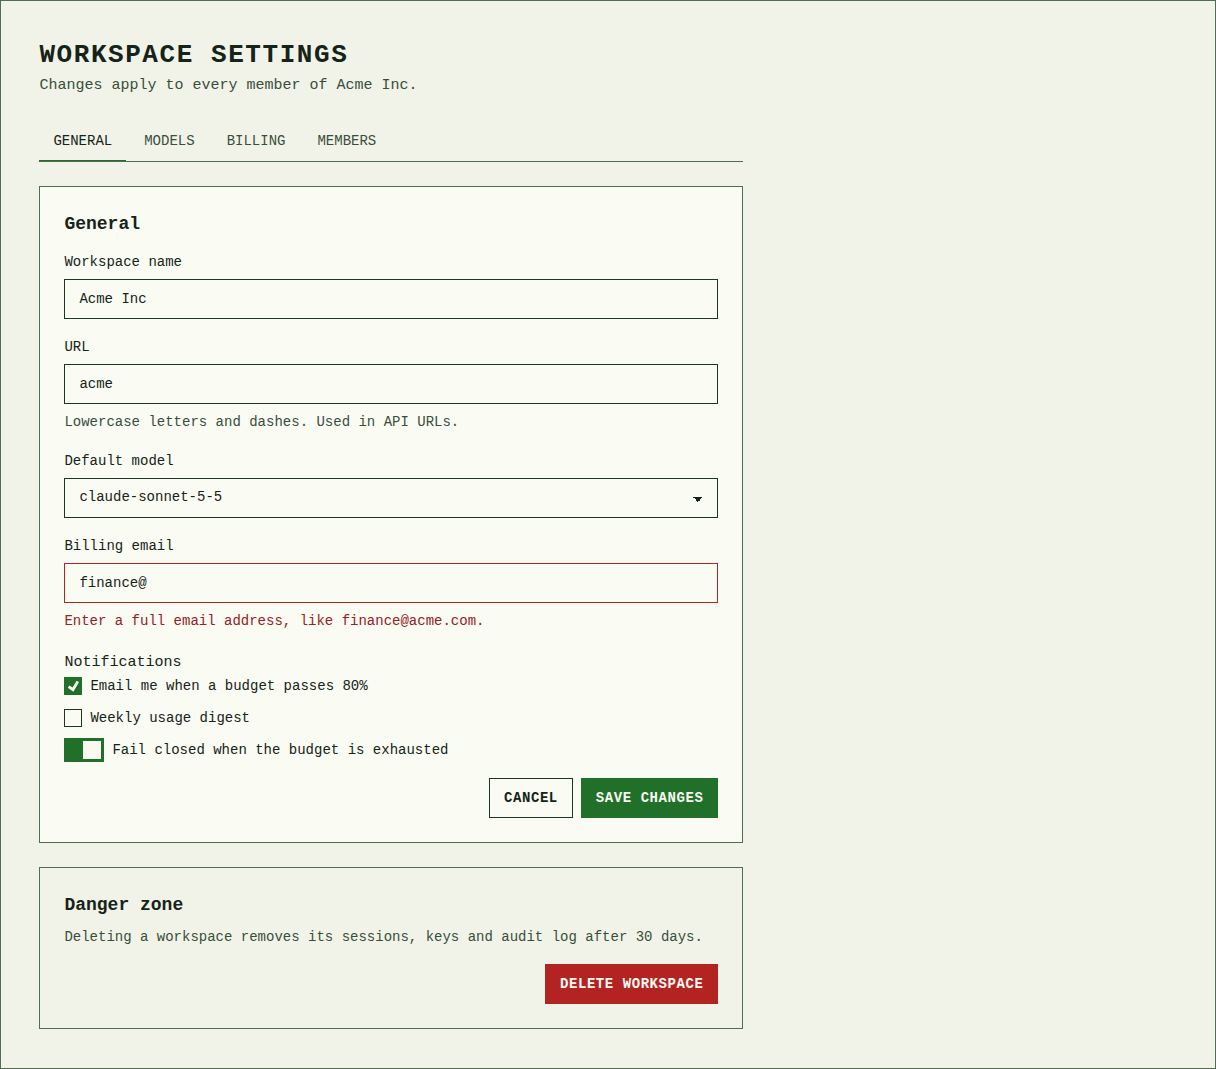 WORKSPACE SETTINGS
Changes apply to every member of Acme Inc.
GENERAL MODELS BILLING MEMBERS
General
Workspace name
Acme Inc
URL
acme
Lowercase letters and dashes. Used in API URLs.
Default model
claude-sonnet-5-5
Billing email
finance@
Enter a full email address, like finance@acme.com.
Notifications
Email me when a budget passes 80%
Weekly usage digest
Fail closed when the budget is exhausted
CANCEL SAVE CHANGES
Danger zone
Deleting a workspace removes its sessions, keys and audit log after 30 days.
DELETE WORKSPACE